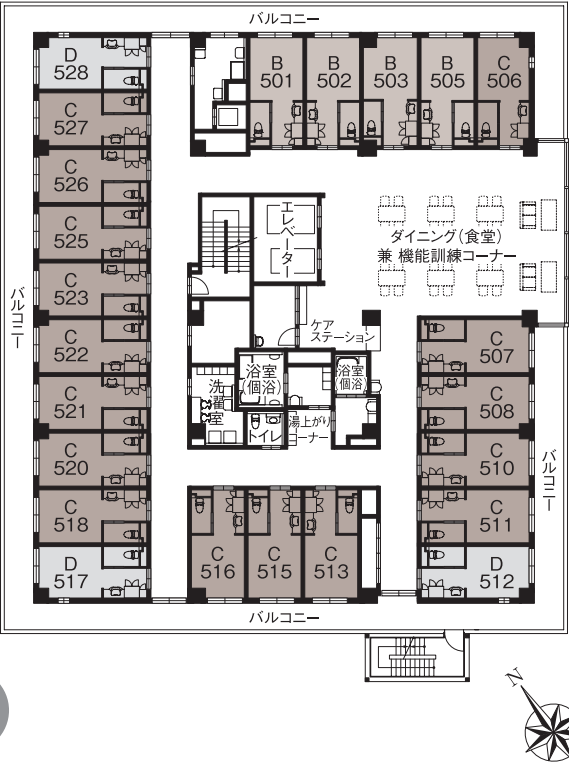 バルコニー
D
528
B
501
B
502
B
503
B
505
C
506
C
527
C
526
C
525
C
523
C
522
C
521
C
520
C
518
D
517
エレベーター
ダイニング（食堂）
兼 機能訓練コーナー
ケア
ステーション
浴室
（個浴）
浴室
（個浴）
洗濯室
トイレ
湯上がり
コーナー
C
507
C
508
C
510
C
511
D
512
C
516
C
515
C
513
バルコニー
バルコニー
バルコニー
N